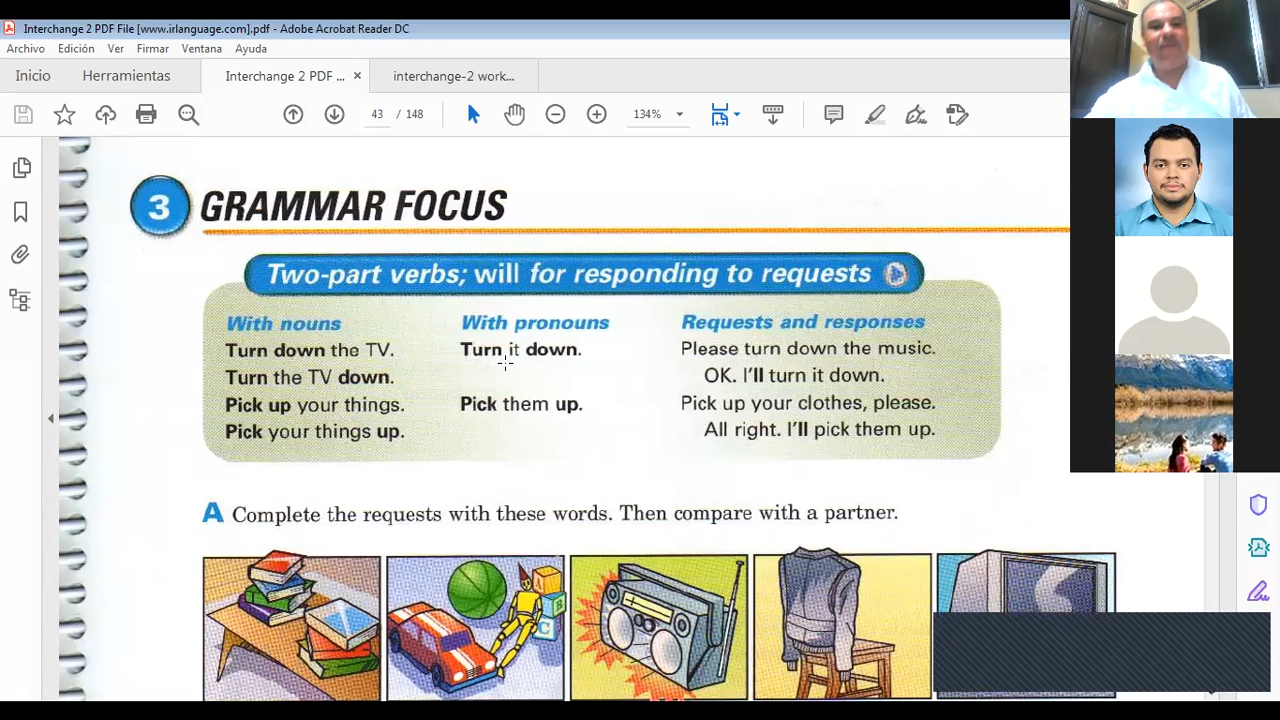 Interchange 2 PDF File [www.irlanguage.com].pdf - Adobe Acrobat Reader DC
Archivo Edición Ver Firmar Ventana Ayuda
Inicio Herramientas Interchange 2 PDF ... × interchange-2 work...
43 / 148 134%
3 GRAMMAR FOCUS
Two-part verbs; will for responding to requests
With nouns With pronouns Requests and responses
Turn down the TV. Turn it down. Please turn down the music.
Turn the TV down. OK. I'll turn it down.
Pick up your things. Pick them up. Pick up your clothes, please.
Pick your things up. All right. I'll pick them up.
A Complete the requests with these words. Then compare with a partner.
A
B
C